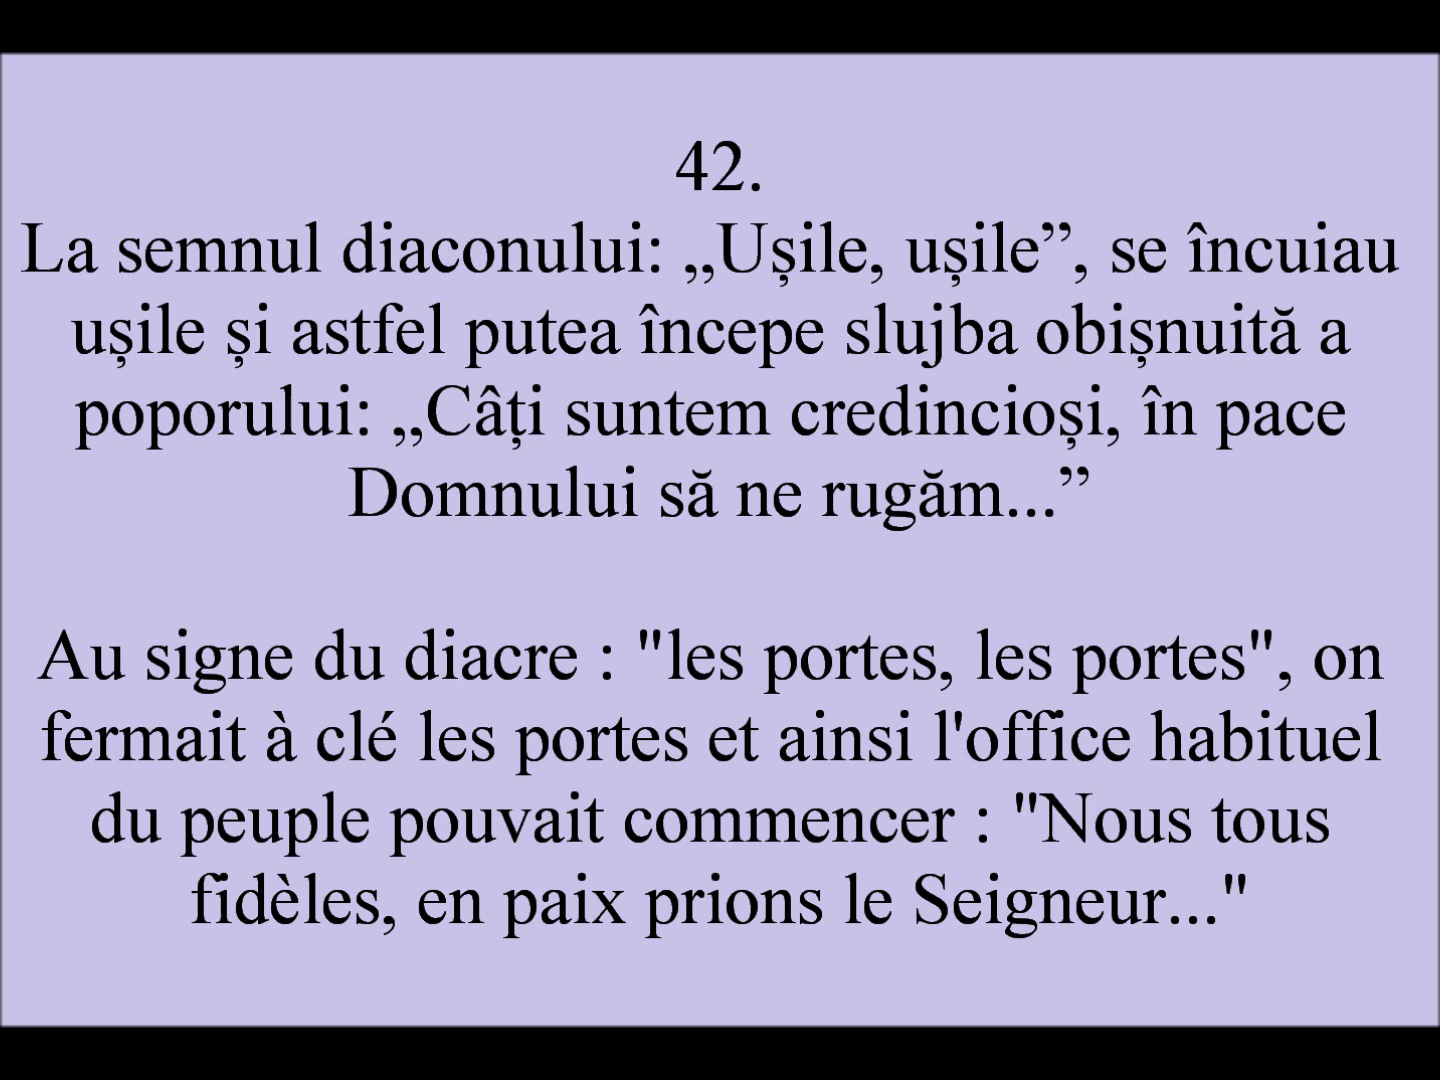 42.
La semnul diaconului: „Ușile, ușile”, se încuiau
ușile și astfel putea începe slujba obișnuită a
poporului: „Câți suntem credincioși, în pace
Domnului să ne rugăm...”
Au signe du diacre : "les portes, les portes", on
fermait à clé les portes et ainsi l'office habituel
du peuple pouvait commencer : "Nous tous
fidèles, en paix prions le Seigneur..."